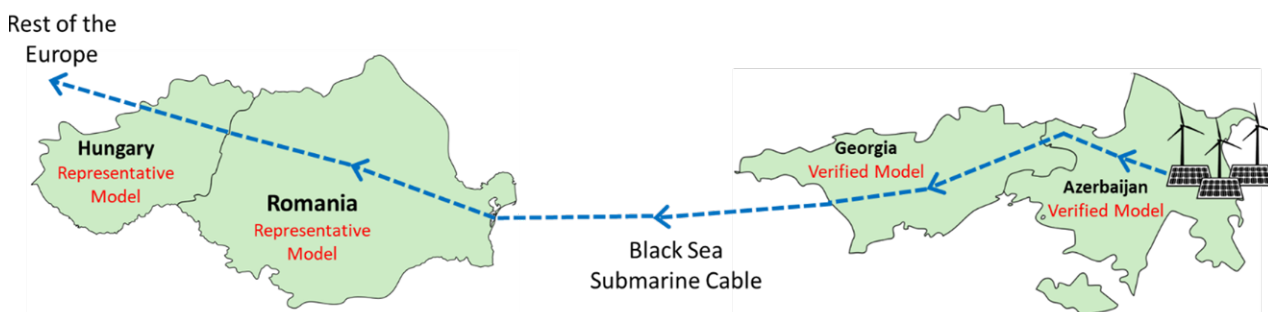 Rest of the
Europe
Hungary
Representative
Model
Romania
Representative
Model
Black Sea
Submarine Cable
Georgia
Verified Model
Azerbaijan
Verified Model